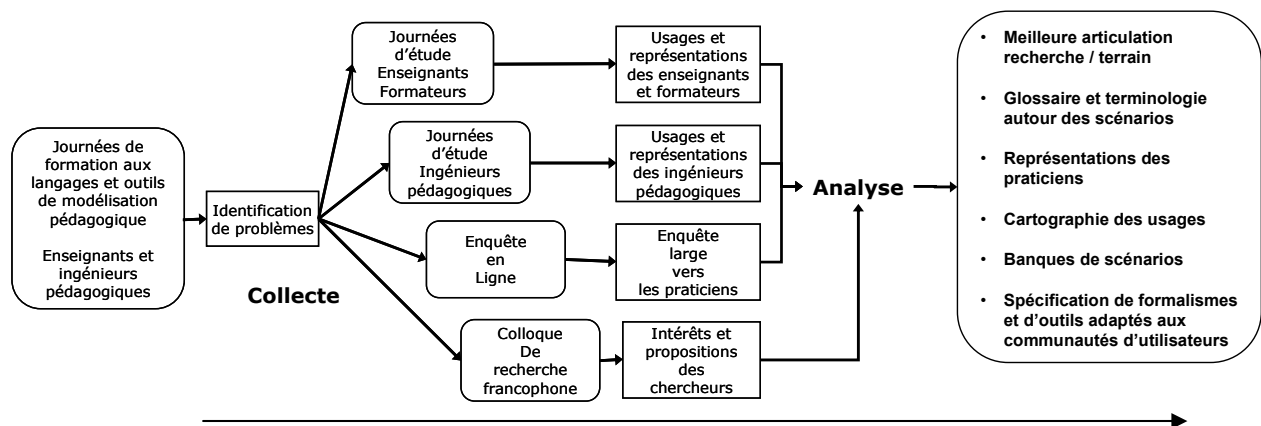 Journées de
formation aux
langages et outils
de modélisation
pédagogique
Enseignants et
ingénieurs
pédagogiques
Identification
de problèmes
Collecte
Journées
d'étude
Enseignants
Formateurs
Usages et
représentations
des enseignants
et formateurs
Journées
d'étude
Ingénieurs
pédagogiques
Usages et
représentations
des ingénieurs
pédagogiques
Enquête
en
Ligne
Enquête
large
vers
les praticiens
Colloque
De
recherche
francophone
Intérêts et
propositions
des
chercheurs
Analyse
• Meilleure articulation
recherche / terrain
• Glossaire et terminologie
autour des scénarios
• Représentations des
praticiens
• Cartographie des usages
• Banques de scénarios
• Spécification de formalismes
et d'outils adaptés aux
communautés d'utilisateurs